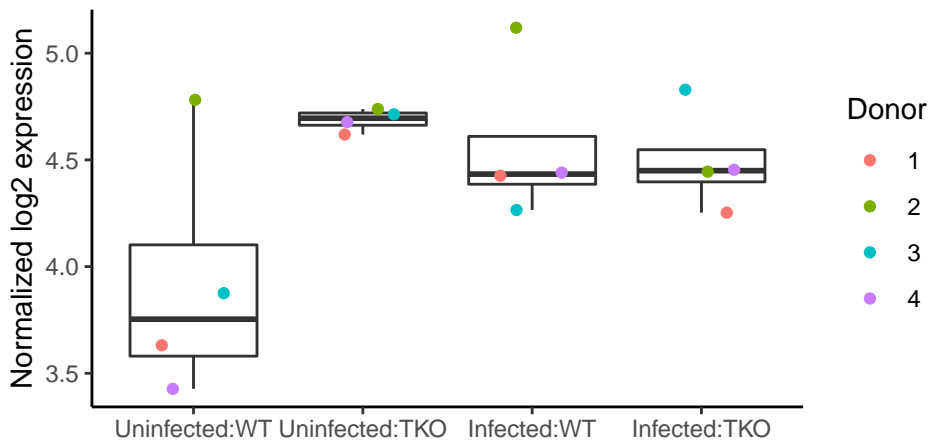 Normalized log2 expression
5.0
4.5
4.0
3.5
Uninfected:WT
Uninfected:TKO
Infected:WT
Infected:TKO
Donor
1
2
3
4